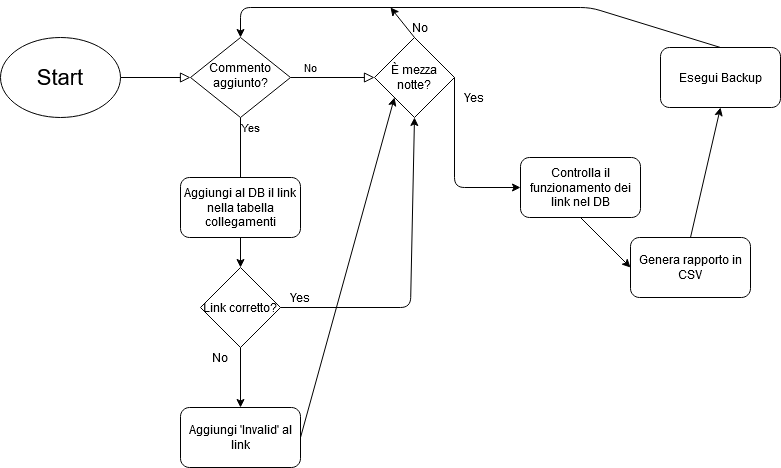 Start
Commento
aggiunto?
No
È mezza
notte?
No
Yes
Yes
Aggiungi al DB il link
nella tabella
collegamenti
Link corretto?
Yes
No
Aggiungi 'Invalid' al
link
Controlla il
funzionamento dei
link nel DB
Genera rapporto in
CSV
Esegui Backup